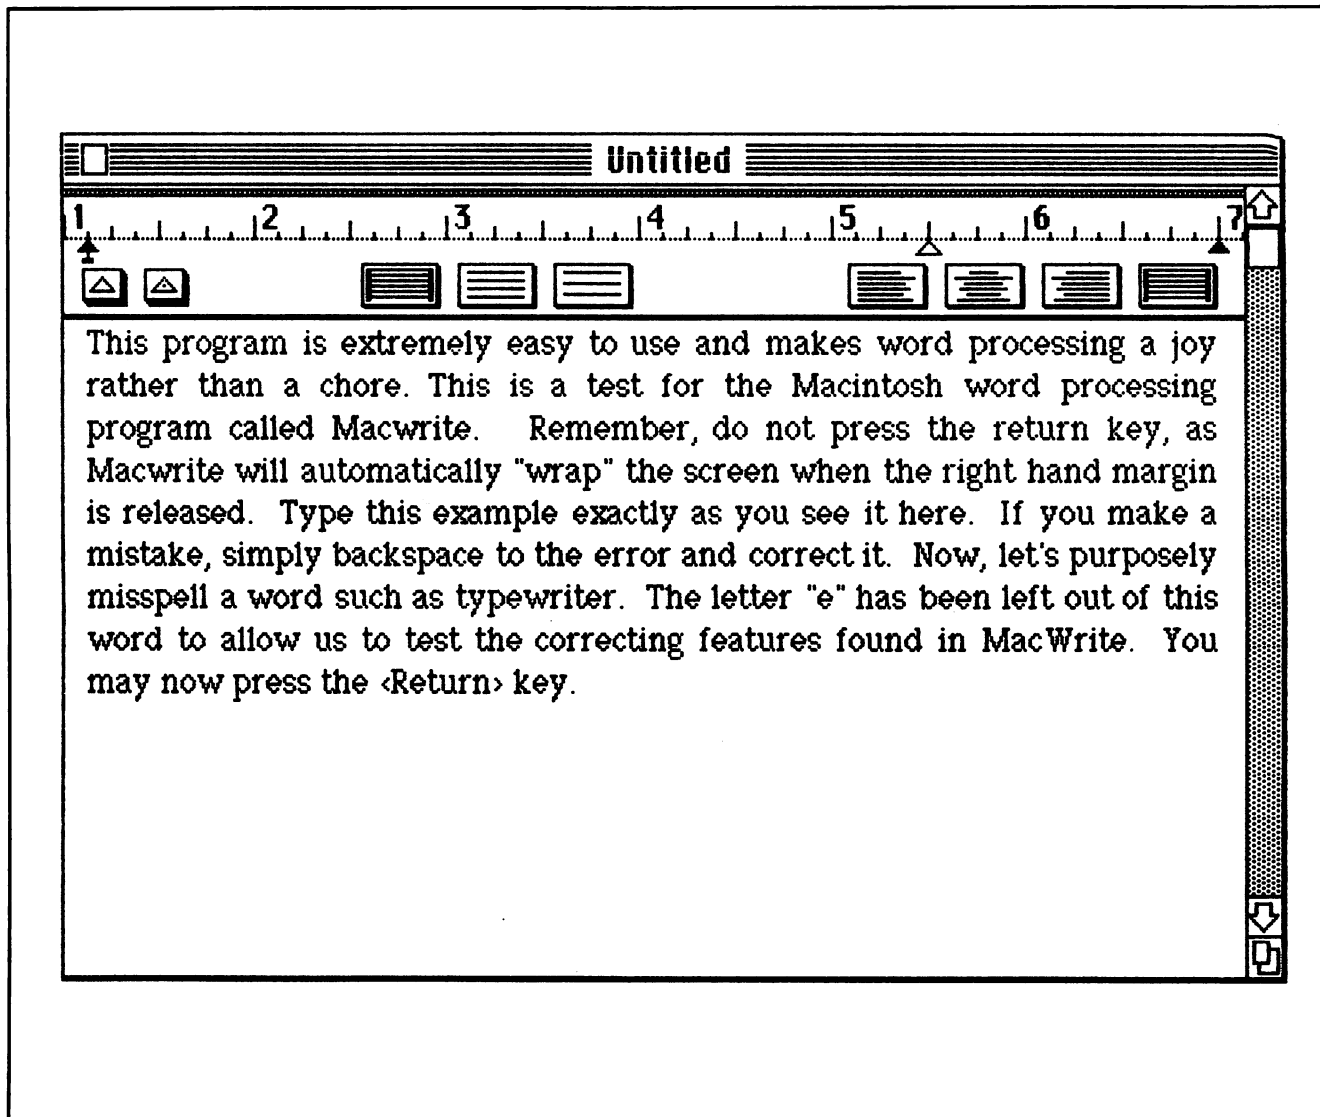 Untitled
1 2 3 4 5 6 7
This program is extremely easy to use and makes word processing a joy
rather than a chore. This is a test for the Macintosh word processing
program called Macwrite. Remember, do not press the return key, as
Macwrite will automatically "wrap" the screen when the right hand margin
is released. Type this example exactly as you see it here. If you make a
mistake, simply backspace to the error and correct it. Now, let's purposely
misspell a word such as typewriter. The letter "e" has been left out of this
word to allow us to test the correcting features found in MacWrite. You
may now press the <Return> key.